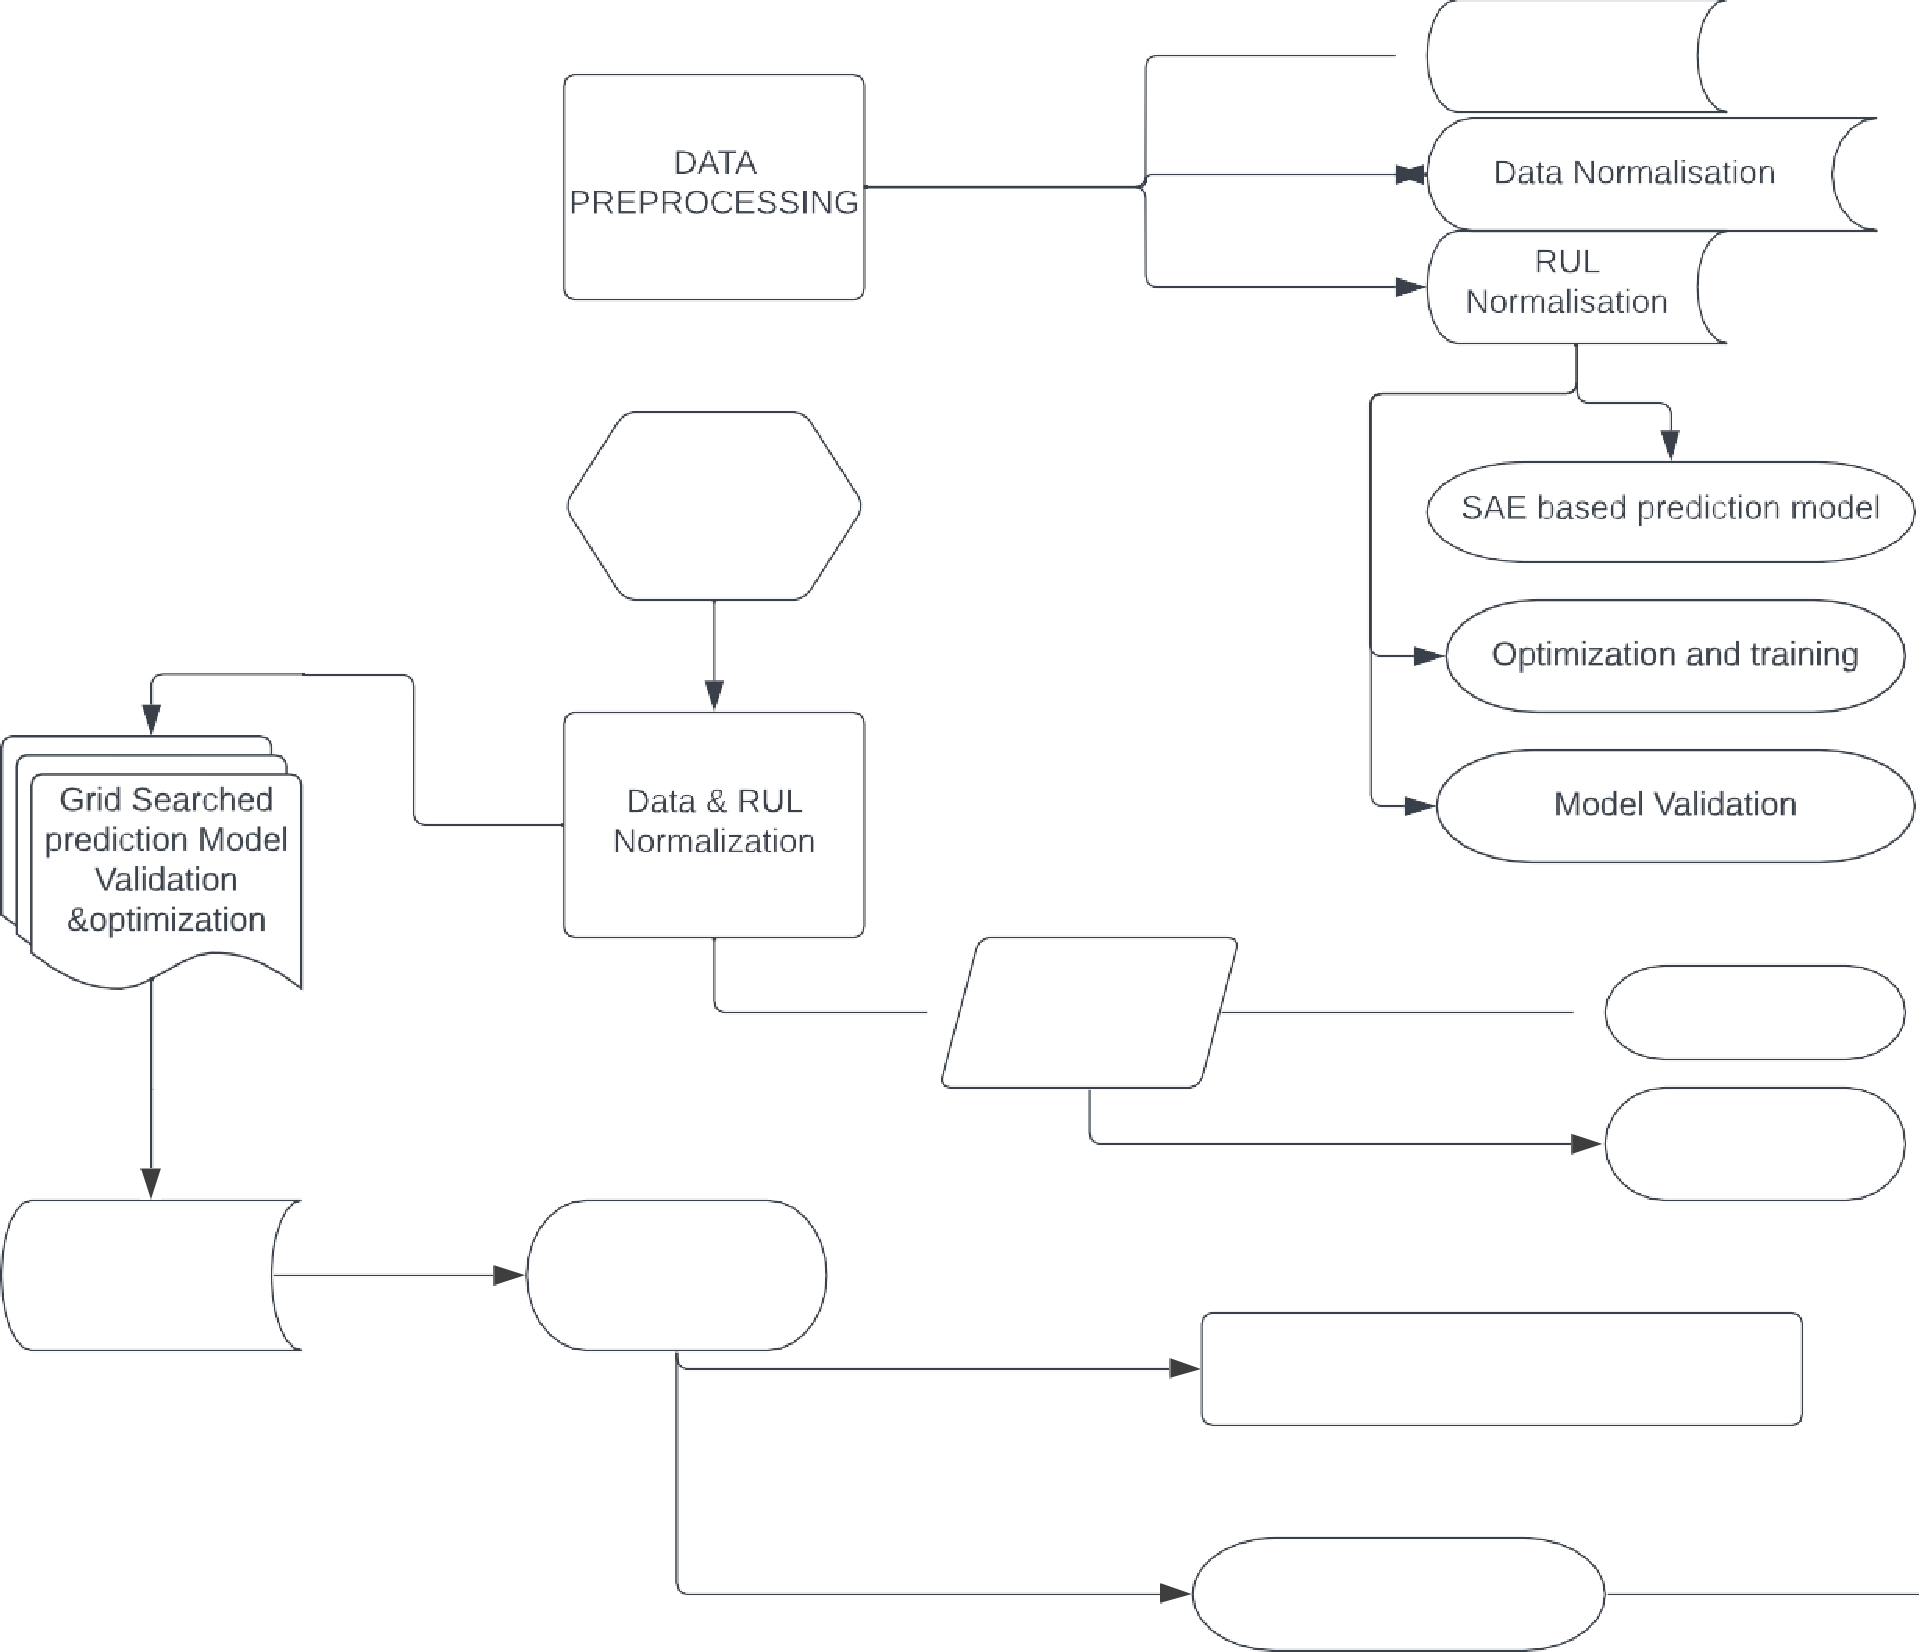 DATA
PREPROCESSING
Data Normalisation
RUL
Normalisation
SAE based prediction model
Optimization and training
Model Validation
Data & RUL
Normalization
Grid Searched
prediction Model
Validation
&optimization